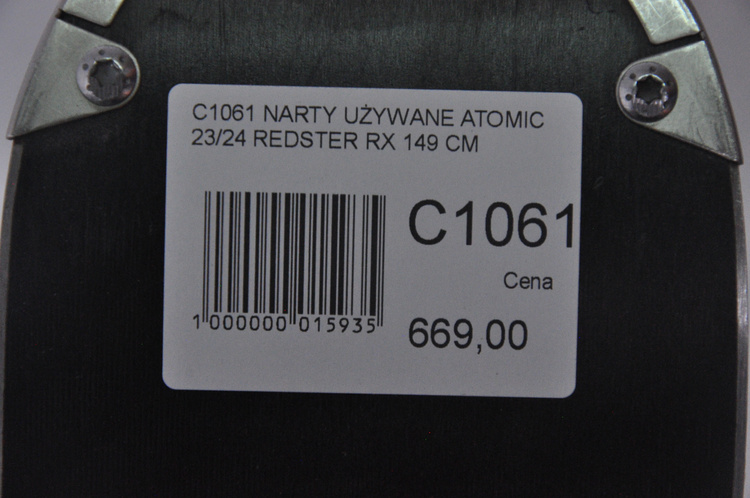 C1061 NARTY UŻYWANE ATOMIC
23/24 REDSTER RX 149 CM
C1061
Cena
1 000000 015935
669,00